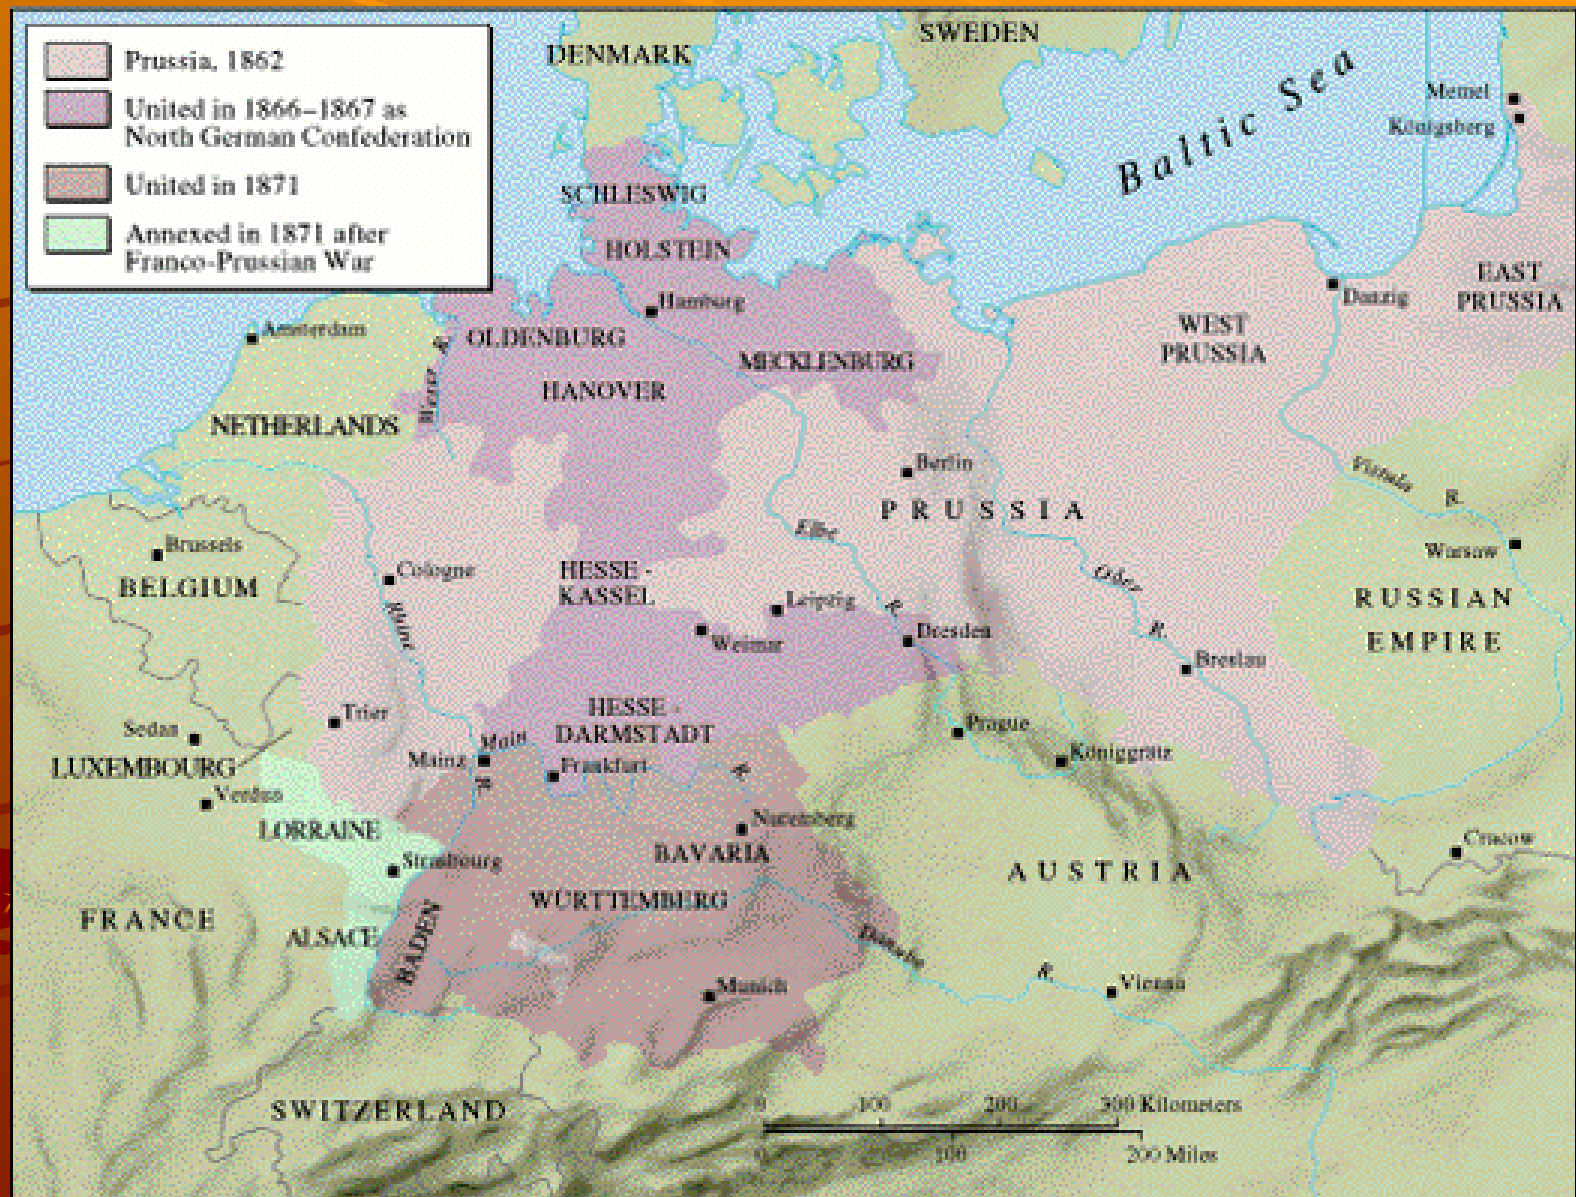 Prussia, 1862
United in 1866–1867 as
North German Confederation
United in 1871
Annexed in 1871 after
Franco-Prussian War
DENMARK
SWEDEN
Baltic Sea
Memel
Königsberg
SCHLESWIG
HOLSTEIN
Hamburg
Danzig
EAST
PRUSSIA
Amsterdam
OLDENBURG
WEST
PRUSSIA
MECKLENBURG
HANOVER
Weser R.
NETHERLANDS
Berlin
PRUSSIA
Vistula R.
Elbe R.
Brussels
BELGIUM
Cologne
Rhine R.
HESSE -
KASSEL
Leipzig
Weimar
Dresden
Oder R.
Breslau
Warsaw
RUSSIAN
EMPIRE
HESSE -
DARMSTADT
Trier
Sedan
LUXEMBOURG
Verdun
Mainz
Main R.
Frankfurt
Prague
Königgrätz
LORRAINE
Strasbourg
Nuremberg
BAVARIA
WÜRTTEMBERG
AUSTRIA
Cracow
FRANCE
ALSACE
BADEN
Danube R.
Munich
Vienna
SWITZERLAND
0 100 200 300 Kilometers
0 100 200 Miles